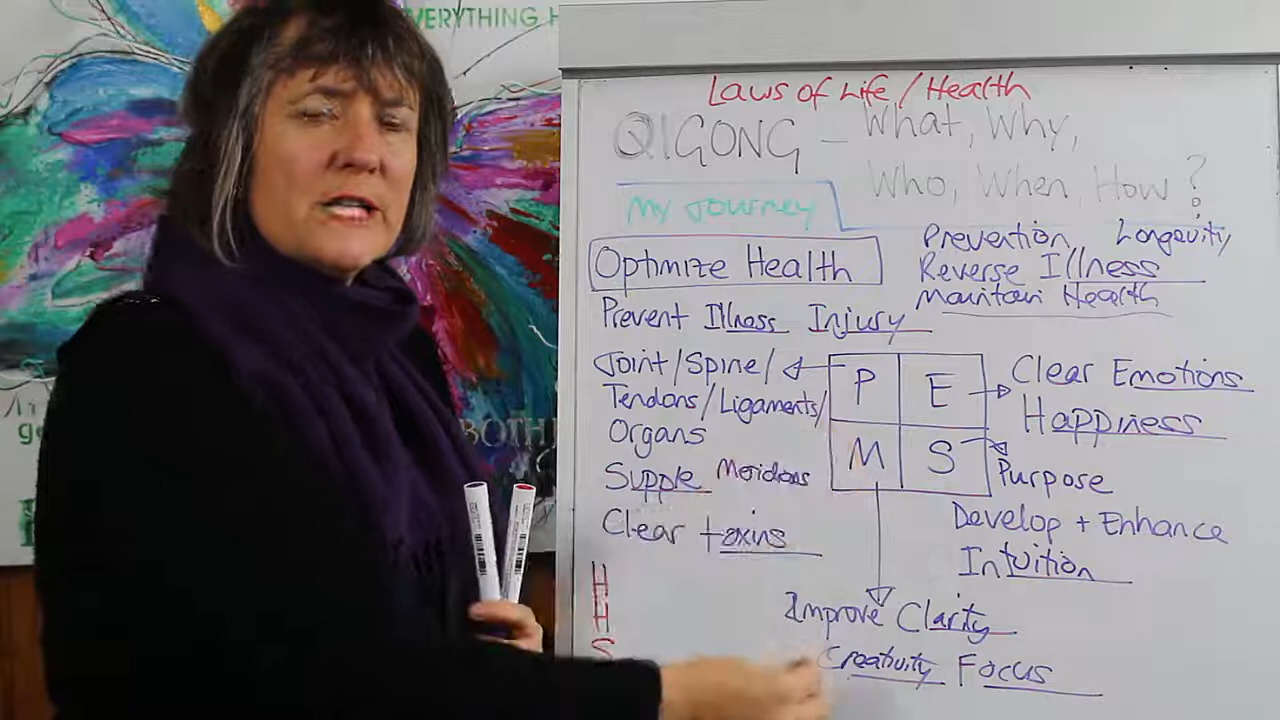 VERYTHING H
BOTH
Laws of Life / Health
QIGONG – What, Why,
Who, When, How?
My Journey
Optimize Health
Prevention, Longevity
Reverse Illness
Maintain Health
Prevent Illness Injury
Joint/Spine/
Tendons/Ligaments/
Organs
Supple Meridians
Clear toxins
P E
M S
Clear Emotions
Happiness
Purpose
Develop + Enhance
Intuition
Improve Clarity
Creativity Focus
H
H
S